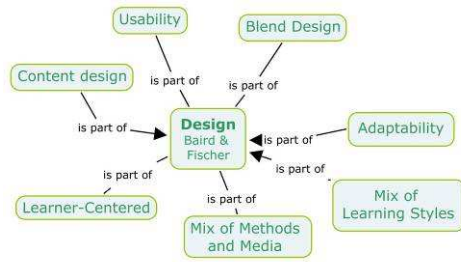 Usability
Blend Design
is part of
is part of
Content design
is part of
Design
Baird &
Fischer
Adaptability
is part of
is part of
is part of
Learner-Centered
is part of
Mix of
Learning Styles
Mix of Methods
and Media